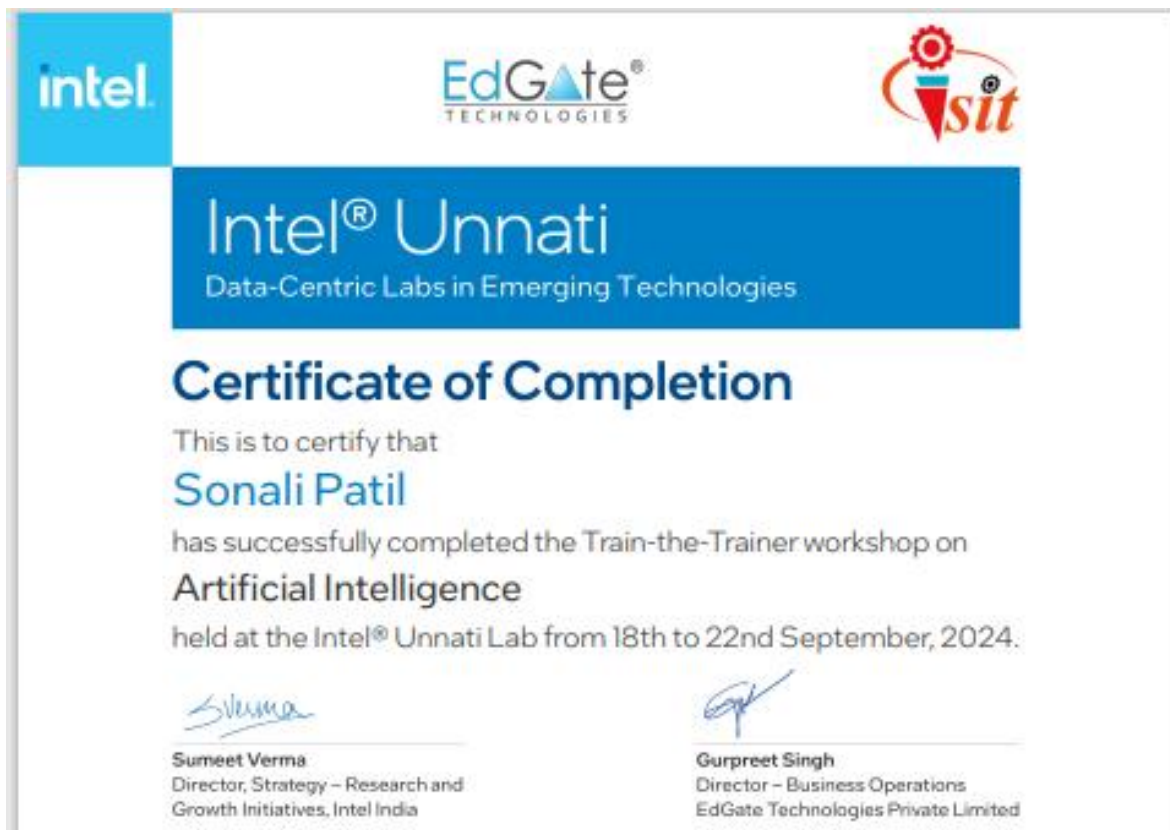 intel.
EdGate®
TECHNOLOGIES
sit
Intel® Unnati
Data-Centric Labs in Emerging Technologies
Certificate of Completion
This is to certify that
Sonali Patil
has successfully completed the Train-the-Trainer workshop on
Artificial Intelligence
held at the Intel® Unnati Lab from 18th to 22nd September, 2024.
SVerma
Sumeet Verma
Director, Strategy – Research and
Growth Initiatives, Intel India
Gurpreet Singh
Director – Business Operations
EdGate Technologies Private Limited